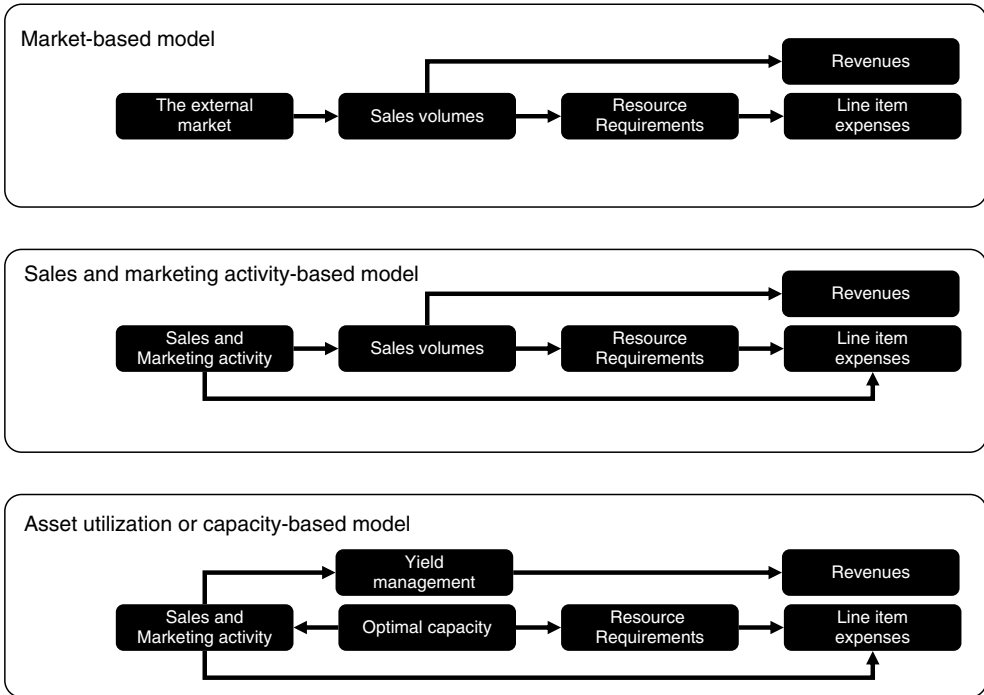 Market-based model
Revenues
The external
market
Sales volumes
Resource
Requirements
Line item
expenses
Sales and marketing activity-based model
Revenues
Sales and
Marketing activity
Sales volumes
Resource
Requirements
Line item
expenses
Asset utilization or capacity-based model
Yield
management
Revenues
Sales and
Marketing activity
Optimal capacity
Resource
Requirements
Line item
expenses